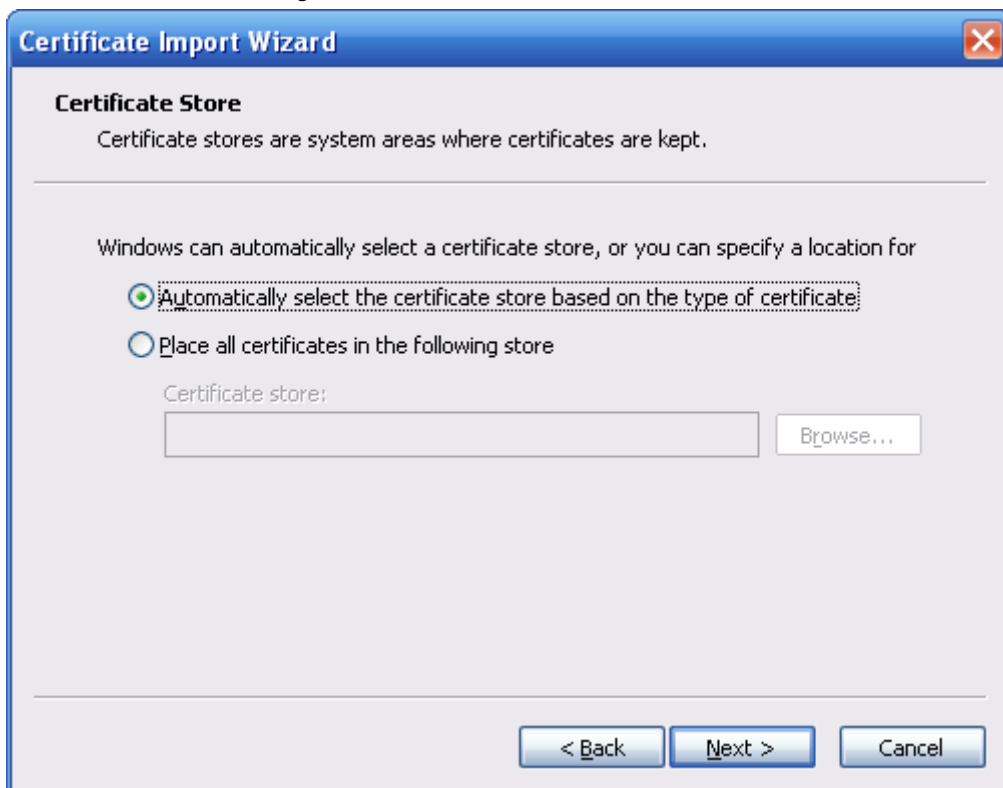 Certificate Import Wizard
Certificate Store
Certificate stores are system areas where certificates are kept.
Windows can automatically select a certificate store, or you can specify a location for
Automatically select the certificate store based on the type of certificate
Place all certificates in the following store
Certificate store:
Browse...
< Back
Next >
Cancel